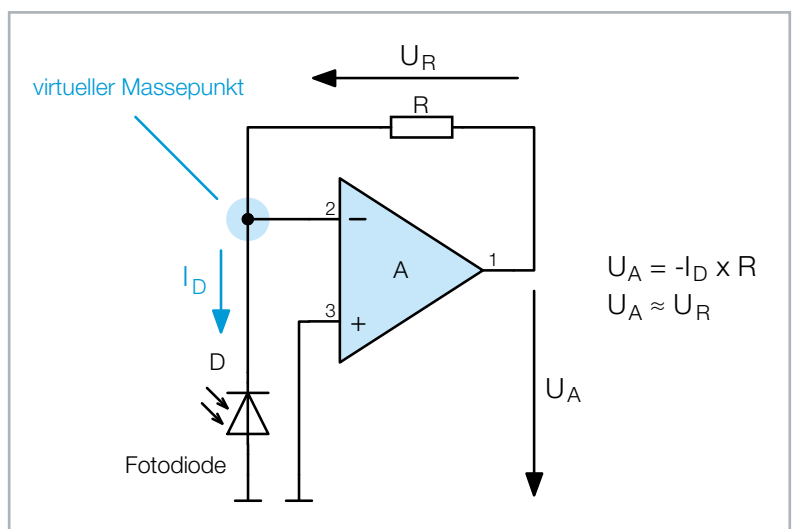 U_R
virtueller Massepunkt
R
2
−
I_D
A
1
U_A = -I_D x R
U_A ≈ U_R
3
+
D
U_A
Fotodiode